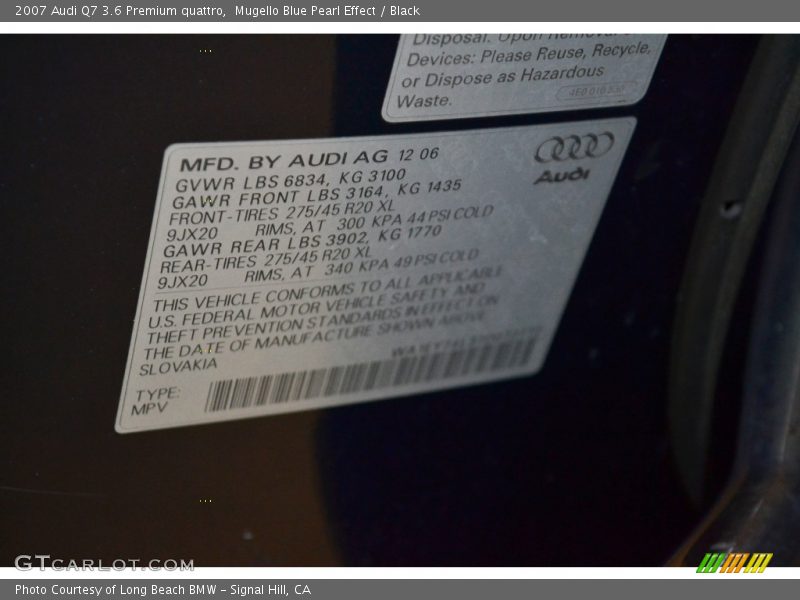 2007 Audi Q7 3.6 Premium quattro,  Mugello Blue Pearl Effect / Black
Disposal. Upon Removal
Devices: Please Reuse, Recycle,
or Dispose as Hazardous
Waste.
MFD. BY AUDI AG 12 06
GVWR LBS 6834, KG 3100
GAWR FRONT LBS 3164, KG 1435
FRONT-TIRES 275/45 R20 XL
9JX20 RIMS, AT 300 KPA 44 PSI COLD
GAWR REAR LBS 3902, KG 1770
REAR-TIRES 275/45 R20 XL
9JX20 RIMS, AT 340 KPA 49 PSI COLD
THIS VEHICLE CONFORMS TO ALL APPLICABLE
U.S. FEDERAL MOTOR VEHICLE SAFETY AND
THEFT PREVENTION STANDARDS IN EFFECT ON
THE DATE OF MANUFACTURE SHOWN ABOVE
SLOVAKIA
TYPE:
MPV
Audi
GTCARLOT.COM
Photo Courtesy of Long Beach BMW - Signal Hill, CA